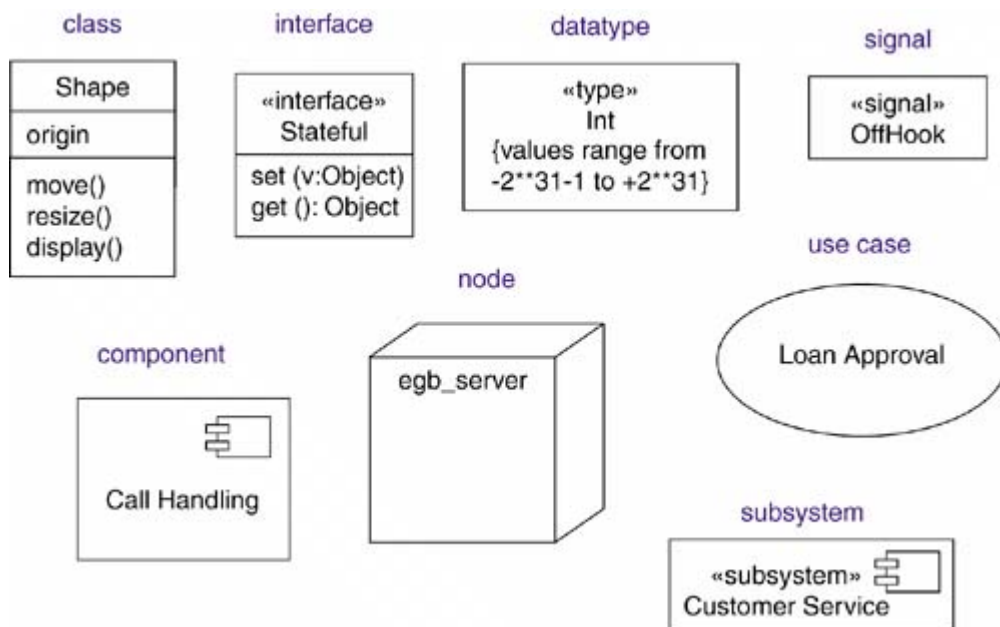 class
Shape
origin
move()
resize()
display()
interface
«interface»
Stateful
set (v:Object)
get (): Object
datatype
«type»
Int
{values range from
-2**31-1 to +2**31}
signal
«signal»
OffHook
component
Call Handling
node
egb_server
use case
Loan Approval
subsystem
«subsystem»
Customer Service